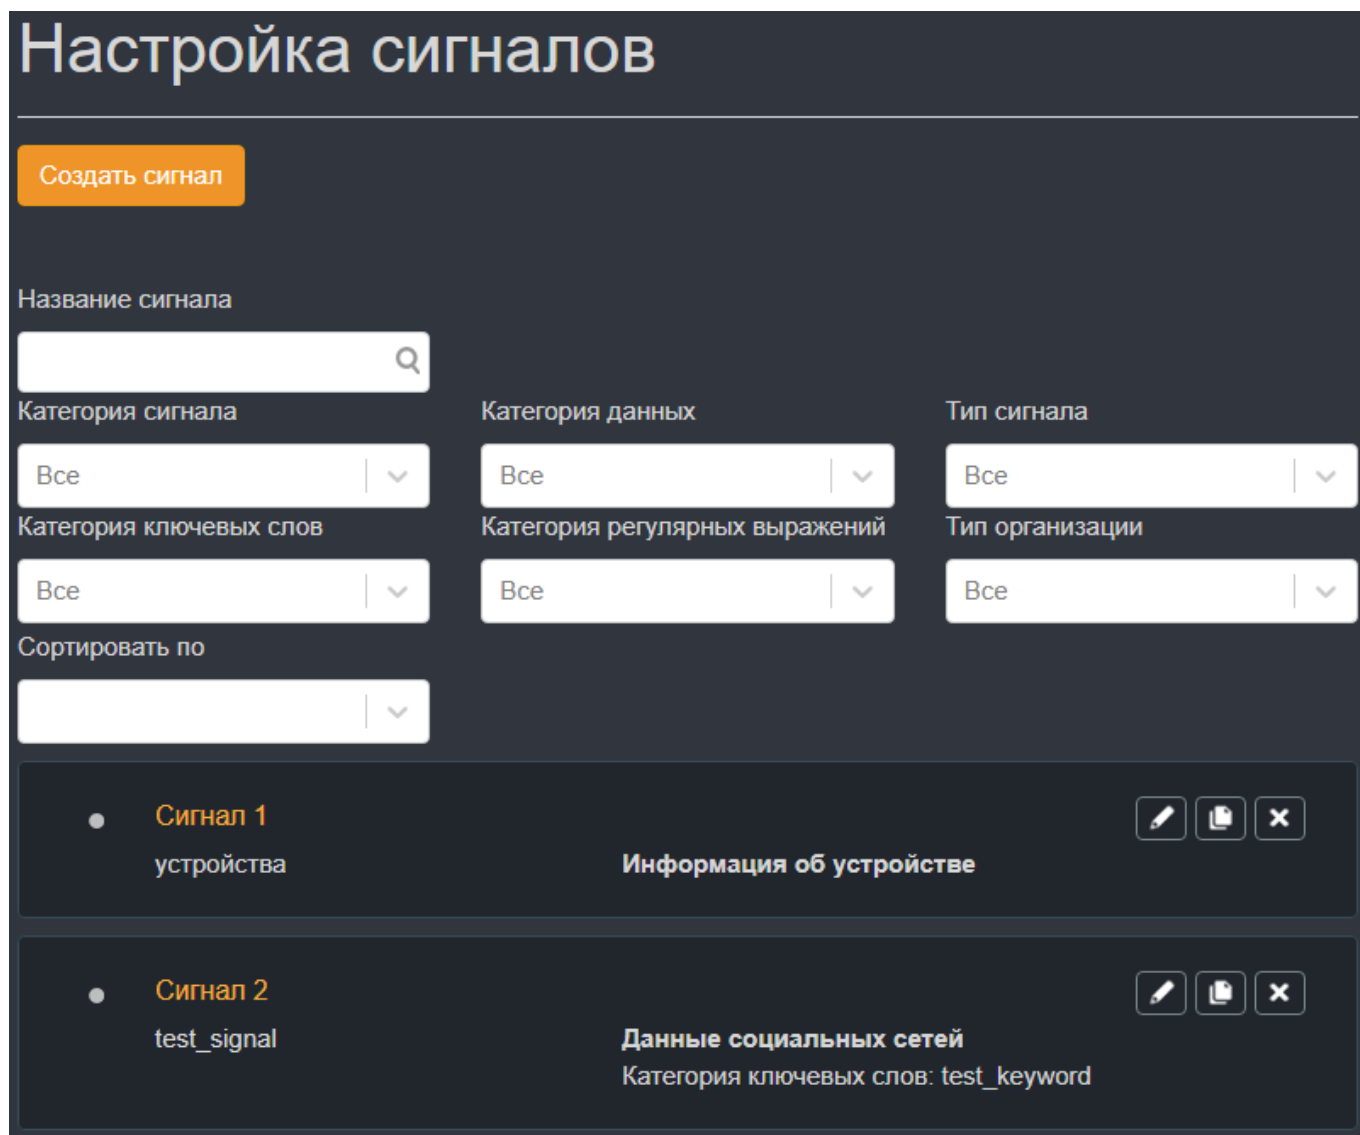 Настройка сигналов
Создать сигнал
Название сигнала
Категория сигнала
Категория данных
Тип сигнала
Все
Все
Все
Категория ключевых слов
Категория регулярных выражений
Тип организации
Все
Все
Все
Сортировать по
Сигнал 1
устройства
Информация об устройстве
Сигнал 2
test_signal
Данные социальных сетей
Категория ключевых слов: test_keyword